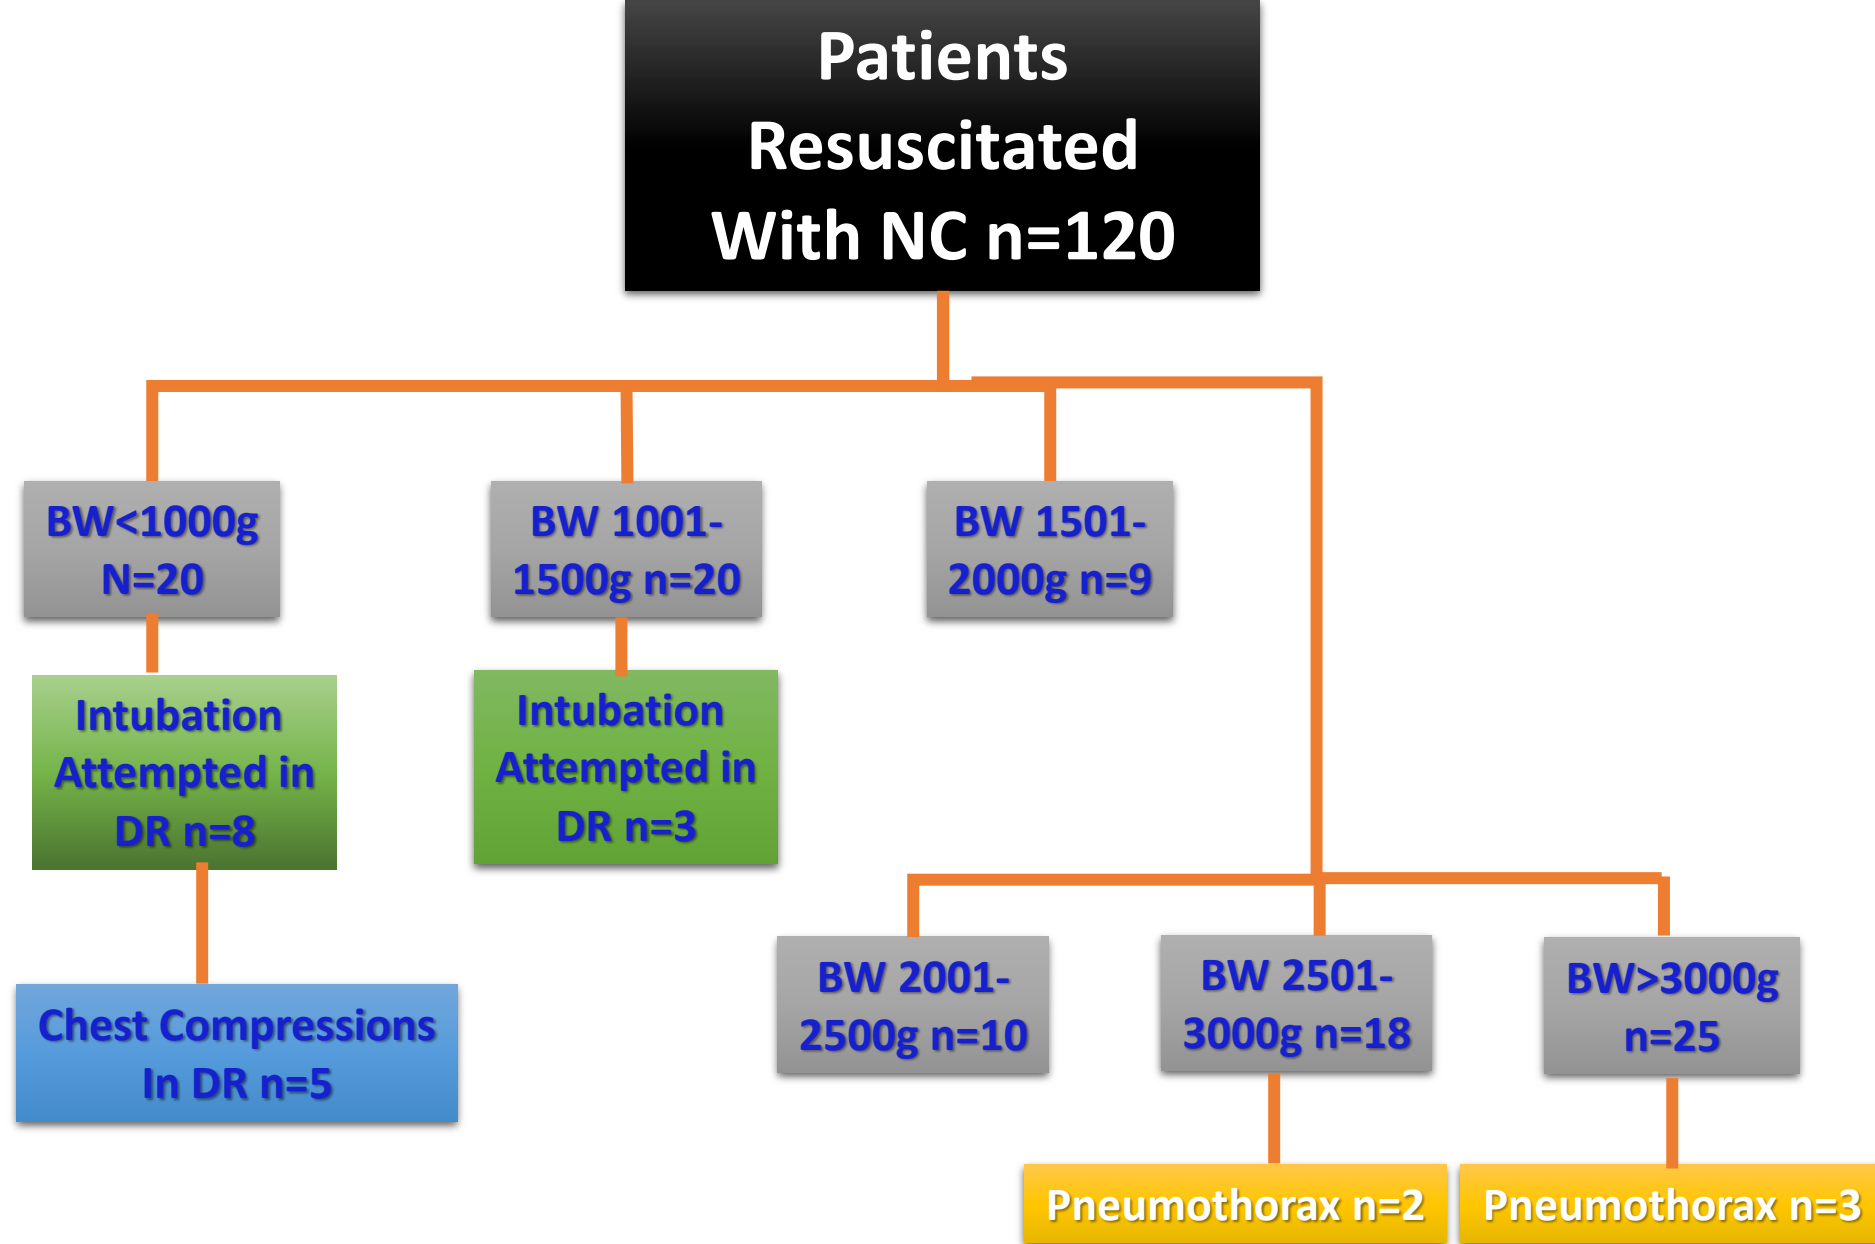 Patients
Resuscitated
With NC n=120
BW<1000g
N=20
BW 1001-
1500g n=20
BW 1501-
2000g n=9
Intubation
Attempted in
DR n=8
Intubation
Attempted in
DR n=3
Chest Compressions
In DR n=5
BW 2001-
2500g n=10
BW 2501-
3000g n=18
BW>3000g
n=25
Pneumothorax n=2
Pneumothorax n=3